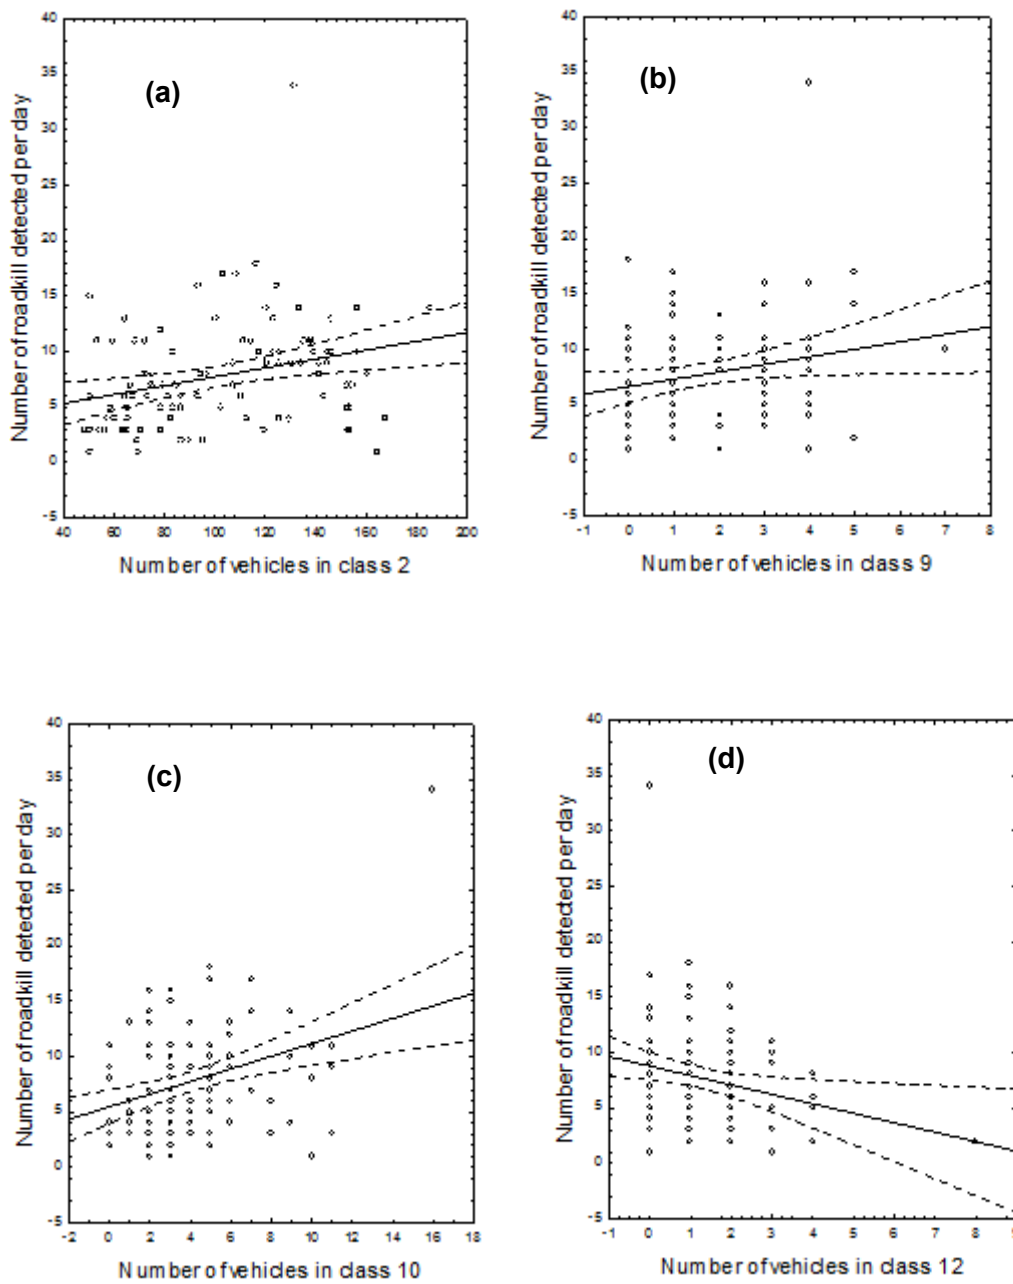 (a)
Number of roadkill detected per day
40
35
30
25
20
15
10
5
0
-5
40 60 80 100 120 140 160 180 200
Number of vehicles in class 2
(b)
Number of roadkill detected per day
40
35
30
25
20
15
10
5
0
-5
-1 0 1 2 3 4 5 6 7 8
Number of vehicles in class 9
(c)
Number of roadkill detected per day
40
35
30
25
20
15
10
5
0
-5
-2 0 2 4 6 8 10 12 14 16 18
Number of vehicles in class 10
(d)
Number of roadkill detected per day
40
35
30
25
20
15
10
5
0
-5
-1 0 1 2 3 4 5 6 7 8 9
Number of vehicles in class 12